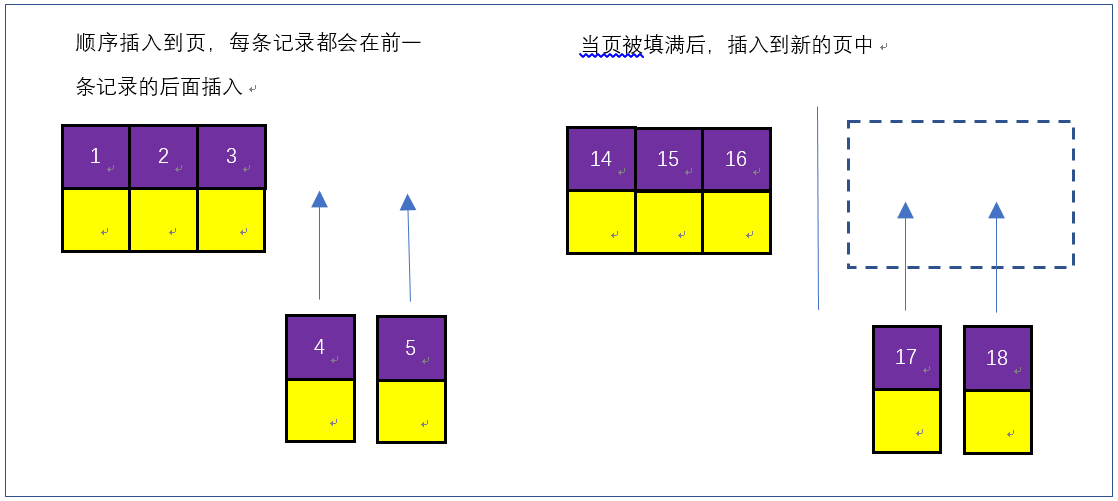 顺序插入到页，每条记录都会在前一
条记录的后面插入
当页被填满后，插入到新的页中
1 2 3
14 15 16
4 5
17 18